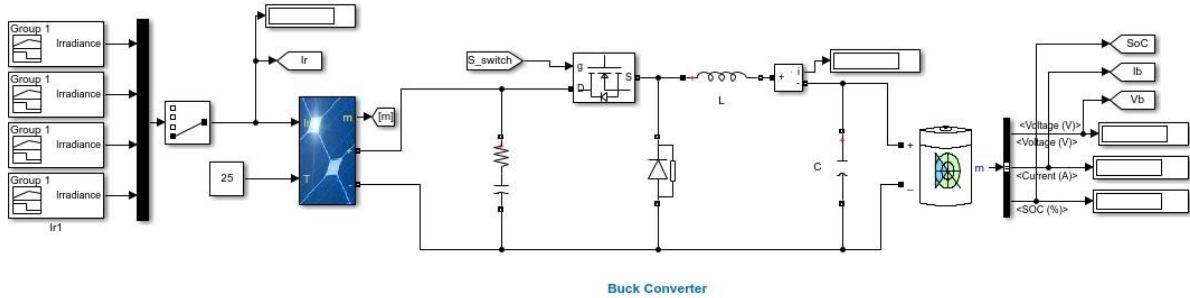 Group 1
Irradiance
Group 1
Irradiance
Group 1
Irradiance
Group 1
Irradiance
Ir1
Ir
25
Ir
T
m
+
-
[m]
S_switch
g
D
S
L
+
i
-
C
+
_
m
SoC
Ib
Vb
<Voltage (V)>
<Voltage (V)>
<Current (A)>
<SOC (%)>
Buck Converter